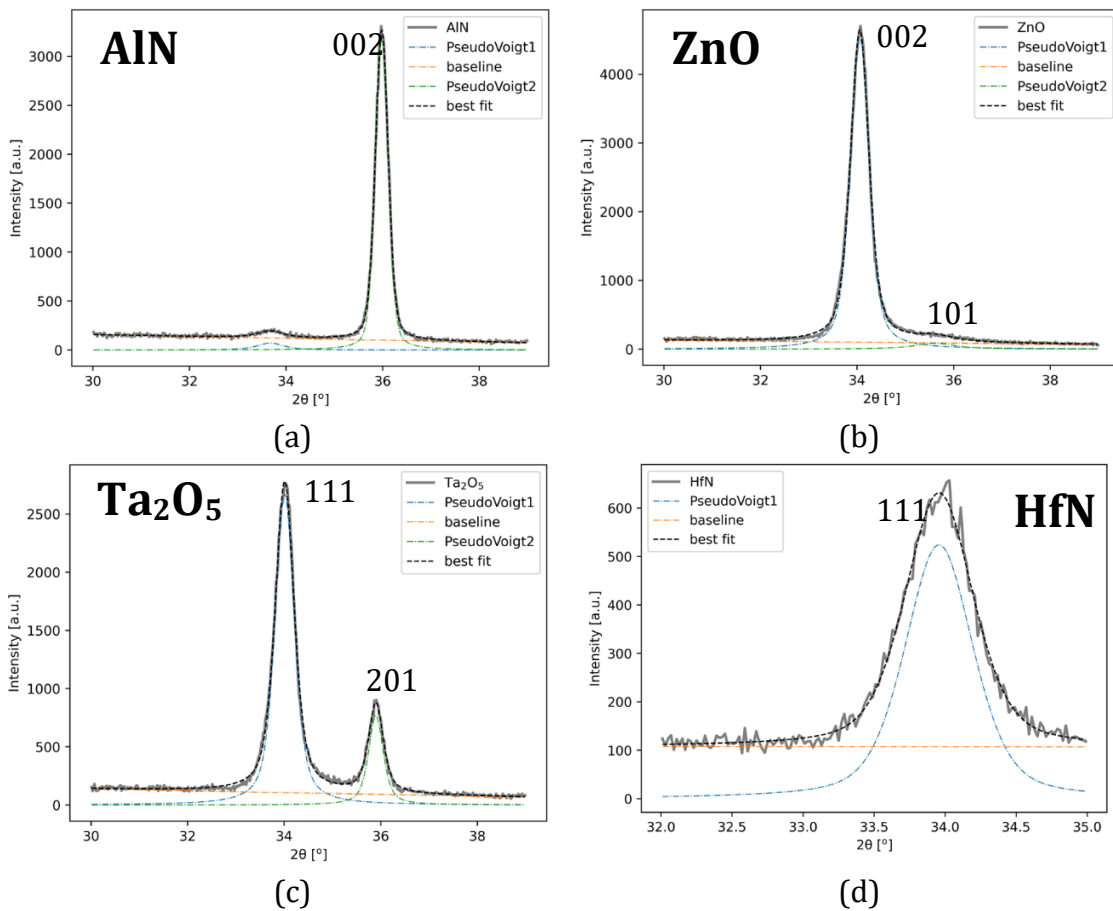 AlN
002
AlN
PseudoVoigt1
baseline
PseudoVoigt2
best fit
Intensity [a.u.]
3000
2500
2000
1500
1000
500
0
30
32
34
36
38
2θ [°]
(a)
ZnO
002
101
ZnO
PseudoVoigt1
baseline
PseudoVoigt2
best fit
Intensity [a.u.]
4000
3000
2000
1000
0
30
32
34
36
38
2θ [°]
(b)
Ta₂O₅
111
201
Ta₂O₅
PseudoVoigt1
baseline
PseudoVoigt2
best fit
Intensity [a.u.]
2500
2000
1500
1000
500
0
30
32
34
36
38
2θ [°]
(c)
HfN
PseudoVoigt1
baseline
best fit
111
HfN
Intensity [a.u.]
600
500
400
300
200
100
0
32.0
32.5
33.0
33.5
34.0
34.5
35.0
2θ [°]
(d)